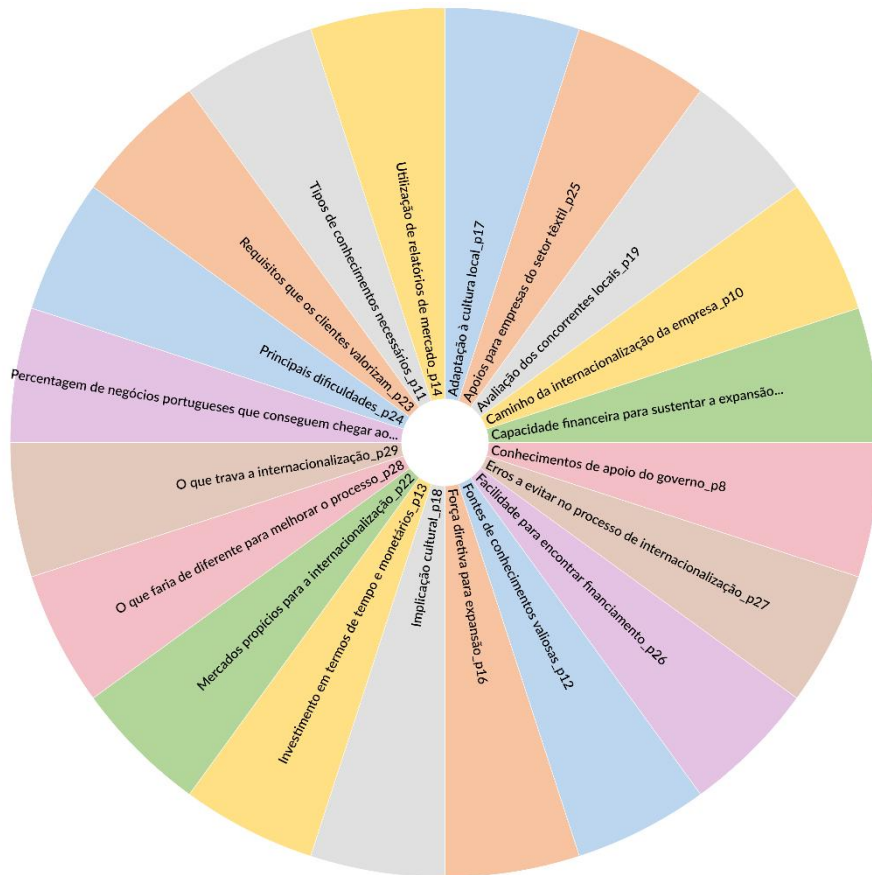 Adaptação à cultura local_p17
Apoios para empresas do setor têxtil_p25
Avaliação dos concorrentes locais_p19
Caminho da internacionalização da empresa_p10
Capacidade financeira para sustentar a expansão...
Conhecimentos de apoio do governo_p8
Erros a evitar no processo de internacionalização_p27
Facilidade para encontrar financiamento_p26
Fontes de conhecimentos valiosas_p12
Força diretiva para expansão_p16
Implicação cultural_p18
Investimento em termos de tempo e monetários_p13
Mercados propícios para a internacionalização_p22
O que faria de diferente para melhorar o processo_p28
O que trava a internacionalização_p29
Percentagem de negócios portugueses que conseguem chegar ao...
Principais dificuldades_p24
Requisitos que os clientes valorizam_p23
Tipos de conhecimentos necessários_p11
Utilização de relatórios de mercado_p14